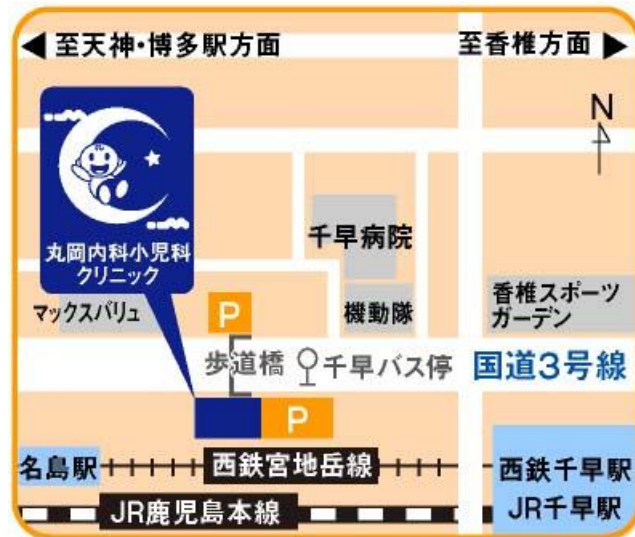 ◀ 至天神・博多駅方面
至香椎方面 ▶
N
丸岡内科小児科
クリニック
千早病院
マックスバリュ
P
機動隊
香椎スポーツ
ガーデン
歩道橋
千早バス停
国道3号線
P
名島駅
西鉄宮地岳線
西鉄千早駅
JR鹿児島本線
JR千早駅